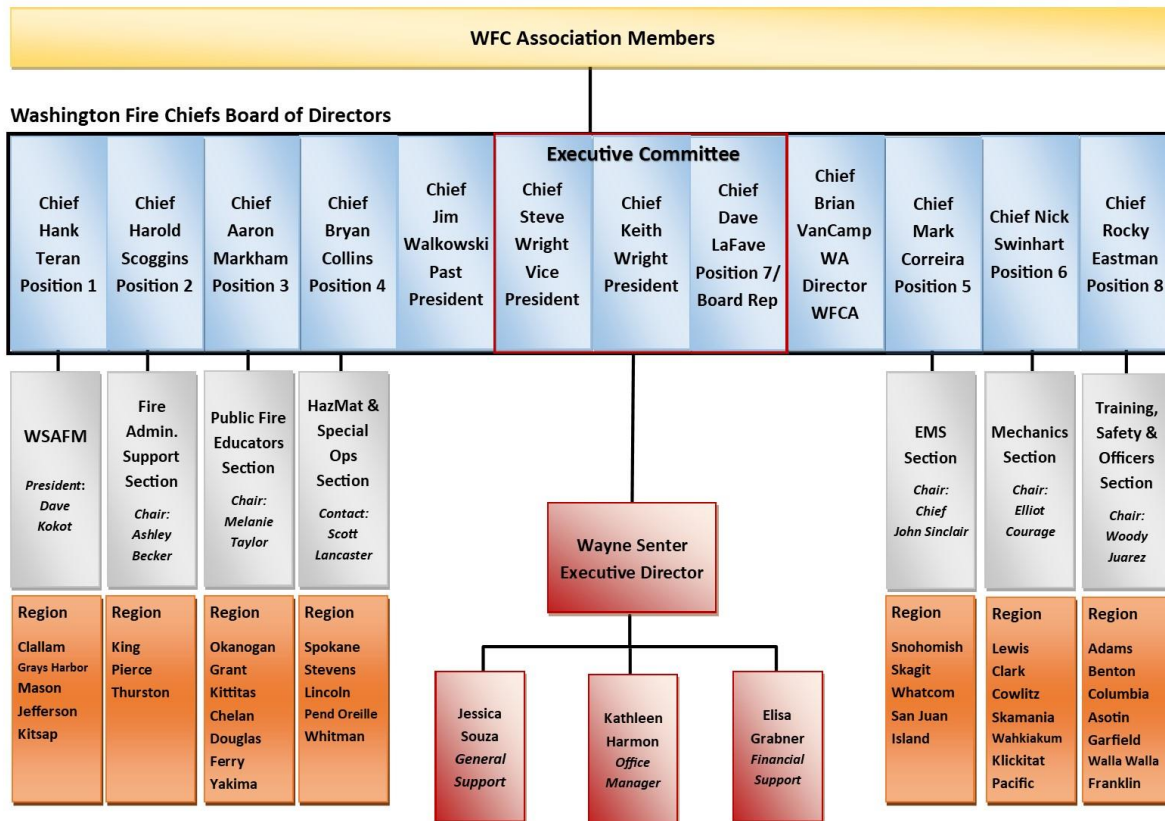 WFC Association Members
Washington Fire Chiefs Board of Directors
Executive Committee
Chief
Hank
Teran
Position 1
Chief
Harold
Scoggins
Position 2
Chief
Aaron
Markham
Position 3
Chief
Bryan
Collins
Position 4
Chief
Jim
Walkowski
Past
President
Chief
Steve
Wright
Vice
President
Chief
Keith
Wright
President
Chief
Dave
LaFave
Position 7/
Board Rep
Chief
Brian
VanCamp
WA
Director
WFCA
Chief
Mark
Correira
Position 5
Chief Nick
Swinhart
Position 6
Chief
Rocky
Eastman
Position 8
WSAFM
President:
Dave
Kokot
Fire
Admin.
Support
Section
Chair:
Ashley
Becker
Public Fire
Educators
Section
Chair:
Melanie
Taylor
HazMat &
Special
Ops
Section
Contact:
Scott
Lancaster
EMS
Section
Chair:
Chief
John Sinclair
Mechanics
Section
Chair:
Elliot
Courage
Training,
Safety &
Officers
Section
Chair:
Woody
Juarez
Wayne Senter
Executive Director
Region
Clallam
Grays Harbor
Mason
Jefferson
Kitsap
Region
King
Pierce
Thurston
Region
Okanogan
Grant
Kittitas
Chelan
Douglas
Ferry
Yakima
Region
Spokane
Stevens
Lincoln
Pend Oreille
Whitman
Jessica
Souza
General
Support
Kathleen
Harmon
Office
Manager
Elisa
Grabner
Financial
Support
Region
Snohomish
Skagit
Whatcom
San Juan
Island
Region
Lewis
Clark
Cowlitz
Skamania
Wahkiakum
Klickitat
Pacific
Region
Adams
Benton
Columbia
Asotin
Garfield
Walla Walla
Franklin